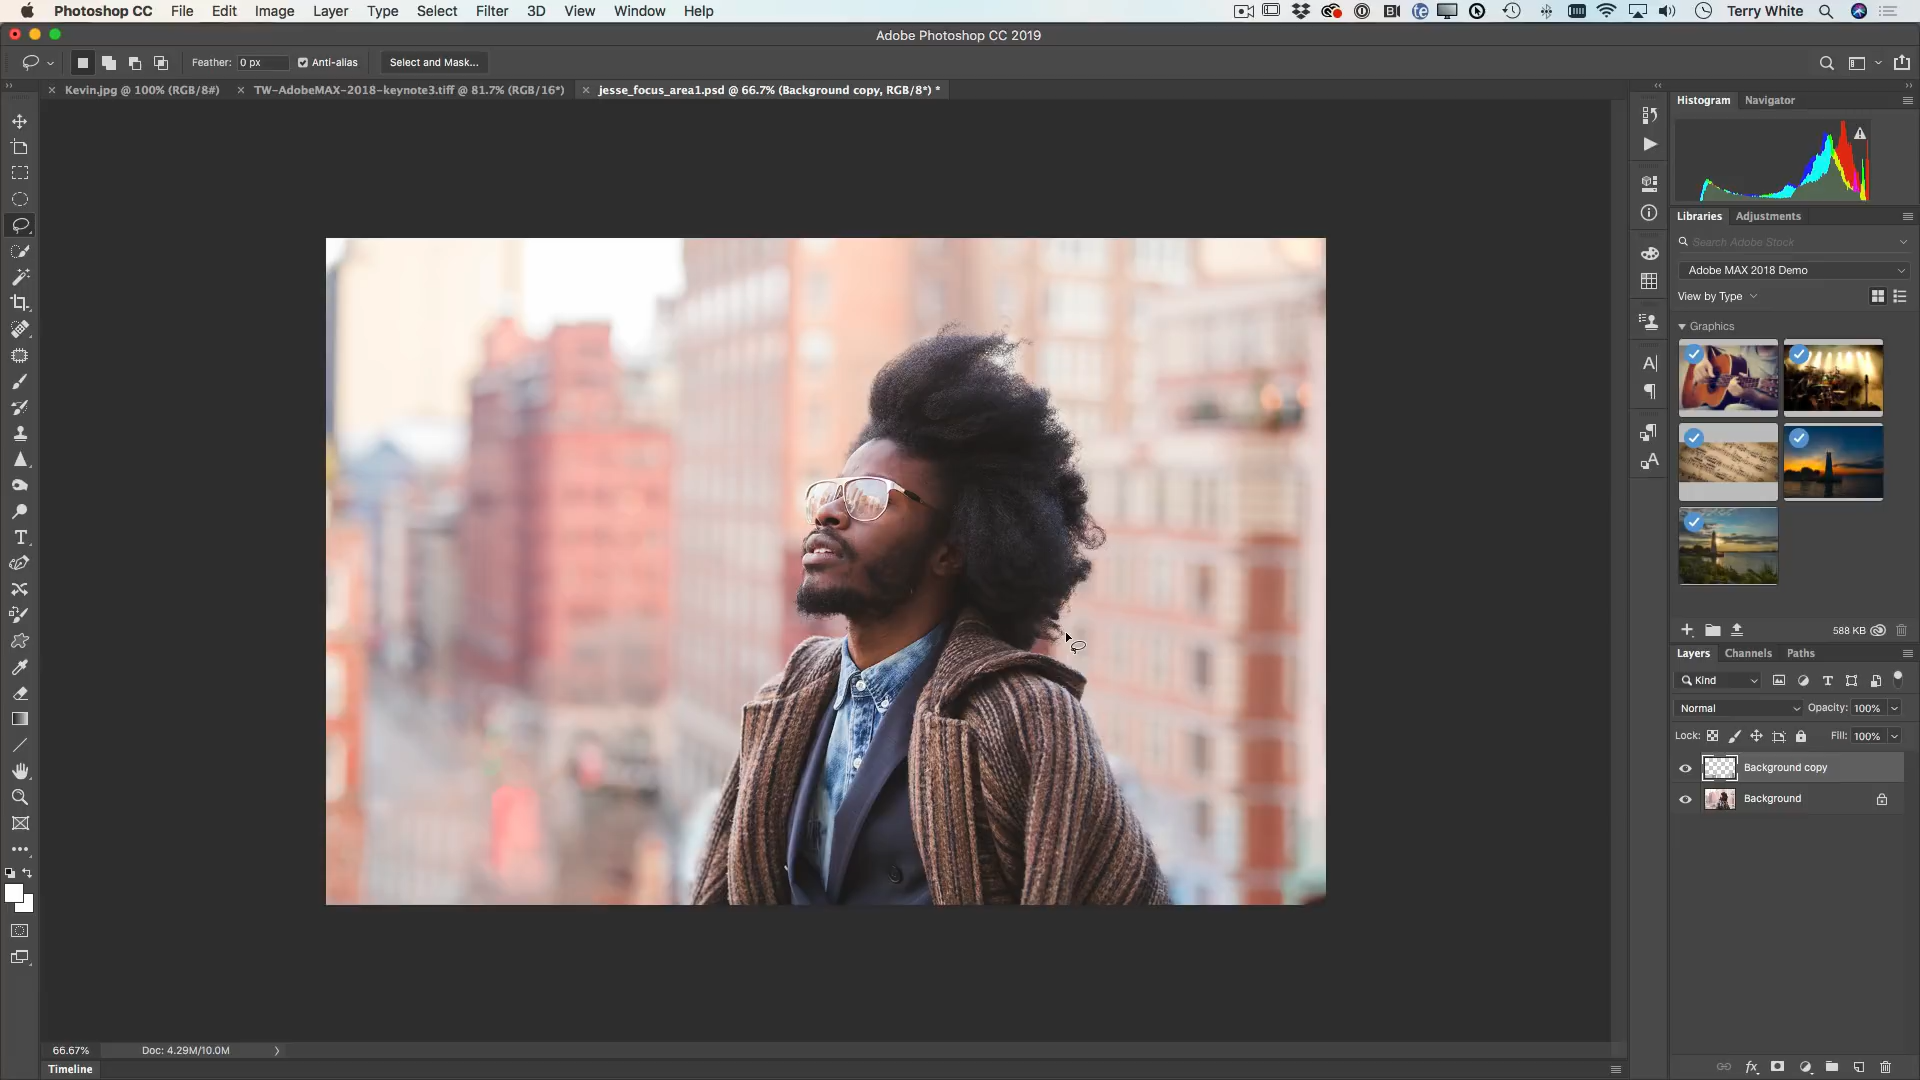 Photoshop CC File Edit Image Layer Type Select Filter 3D View Window Help Terry White
Adobe Photoshop CC 2019
Feather: 0 px Anti-alias Select and Mask...
Kevin.jpg @ 100% (RGB/8#) TW-AdobeMAX-2018-keynote3.tiff @ 81.7% (RGB/16*) jesse_focus_area1.psd @ 66.7% (Background copy, RGB/8*) *
Histogram Navigator
Libraries Adjustments
Search Adobe Stock
Adobe MAX 2018 Demo
View by Type
Graphics
588 KB
Layers Channels Paths
Kind
Normal Opacity: 100%
Lock: Fill: 100%
Background copy
Background
66.67% Doc: 4.29M/10.0M
Timeline